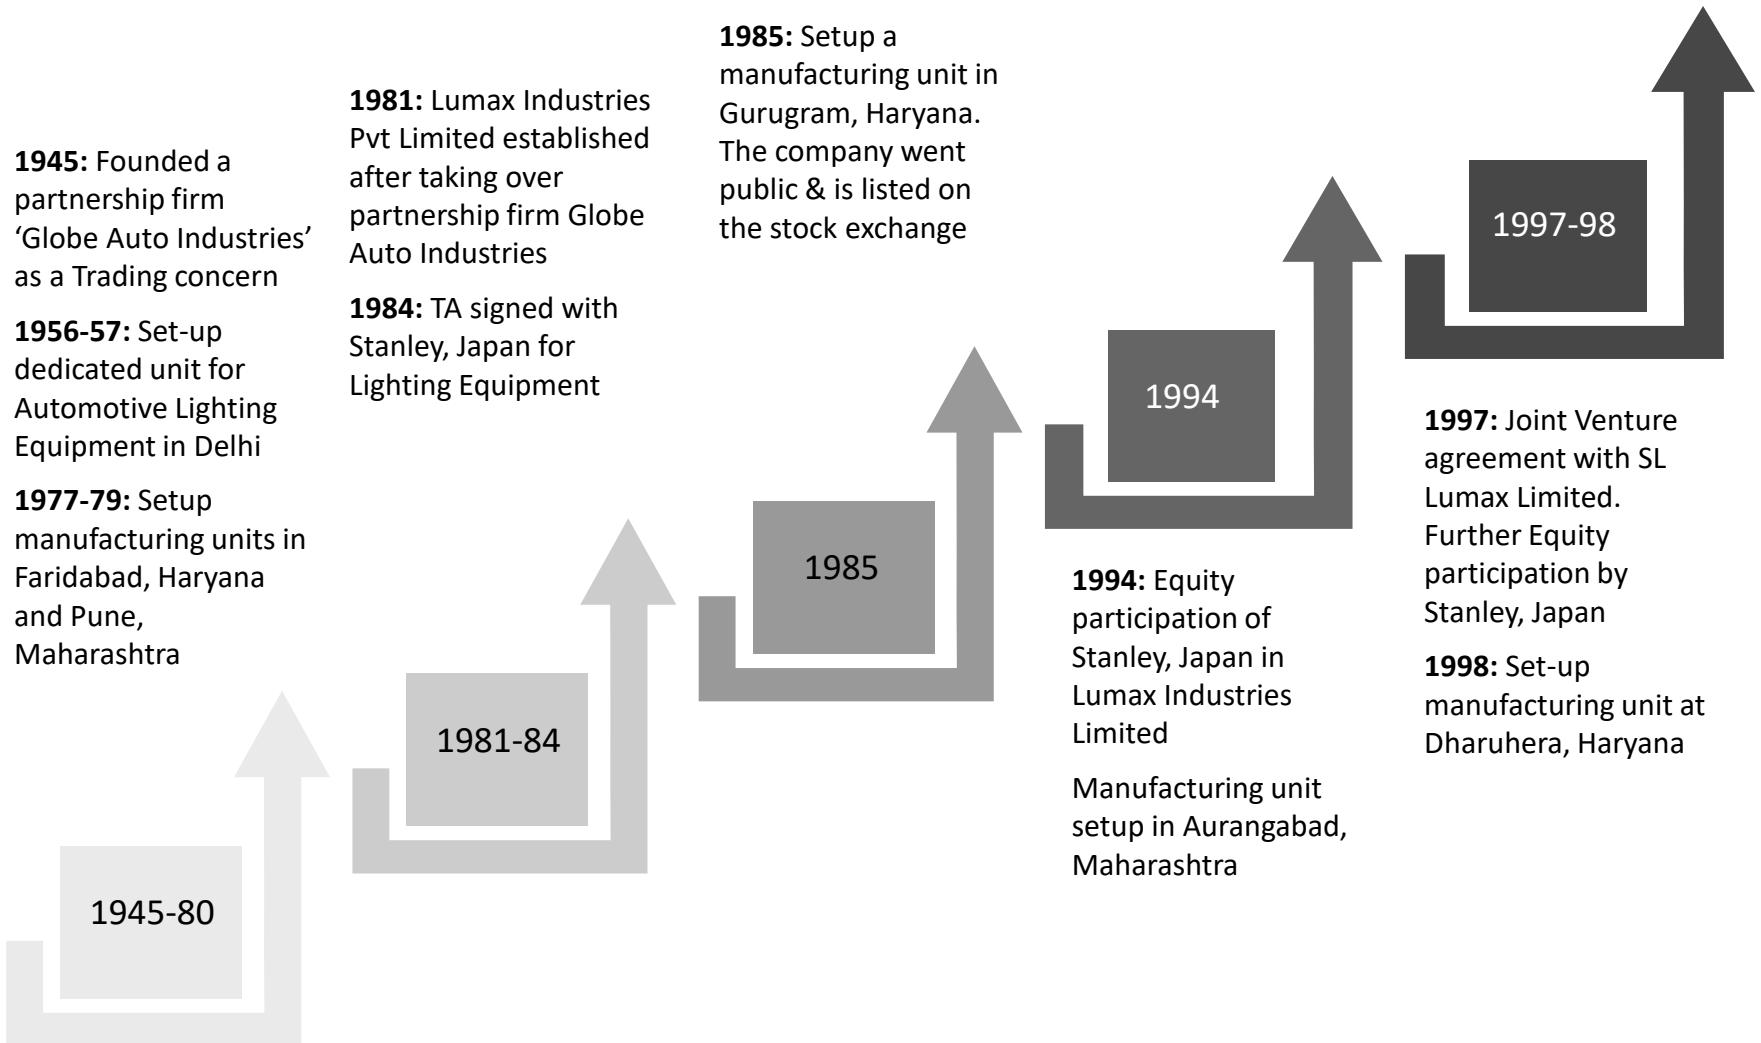 1945: Founded a
partnership firm
‘Globe Auto Industries’
as a Trading concern
1956-57: Set-up
dedicated unit for
Automotive Lighting
Equipment in Delhi
1977-79: Setup
manufacturing units in
Faridabad, Haryana
and Pune,
Maharashtra
1945-80
1981: Lumax Industries
Pvt Limited established
after taking over
partnership firm Globe
Auto Industries
1984: TA signed with
Stanley, Japan for
Lighting Equipment
1981-84
1985: Setup a
manufacturing unit in
Gurugram, Haryana.
The company went
public & is listed on
the stock exchange
1985
1994
1994: Equity
participation of
Stanley, Japan in
Lumax Industries
Limited
Manufacturing unit
setup in Aurangabad,
Maharashtra
1997-98
1997: Joint Venture
agreement with SL
Lumax Limited.
Further Equity
participation by
Stanley, Japan
1998: Set-up
manufacturing unit at
Dharuhera, Haryana